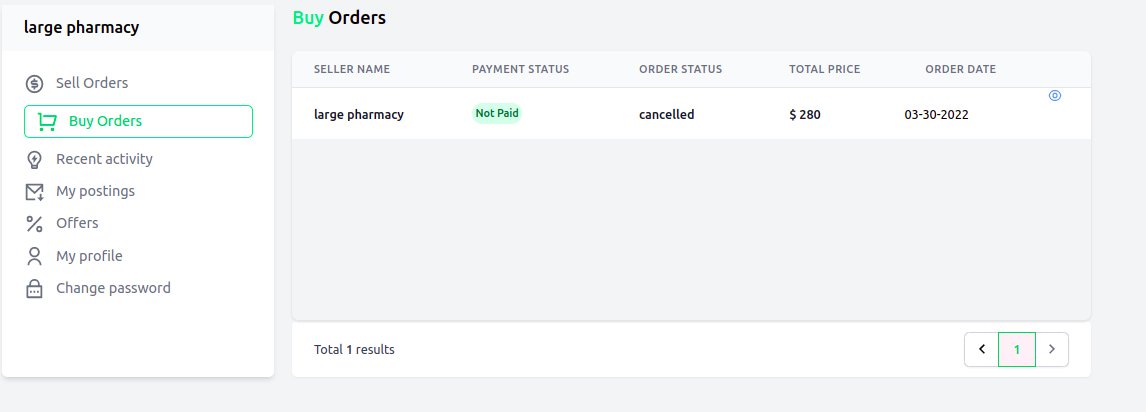 large pharmacy
Sell Orders
Buy Orders
Recent activity
My postings
Offers
My profile
Change password
Buy Orders
SELLER NAME PAYMENT STATUS ORDER STATUS TOTAL PRICE ORDER DATE
large pharmacy Not Paid cancelled $ 280 03-30-2022
Total 1 results
1